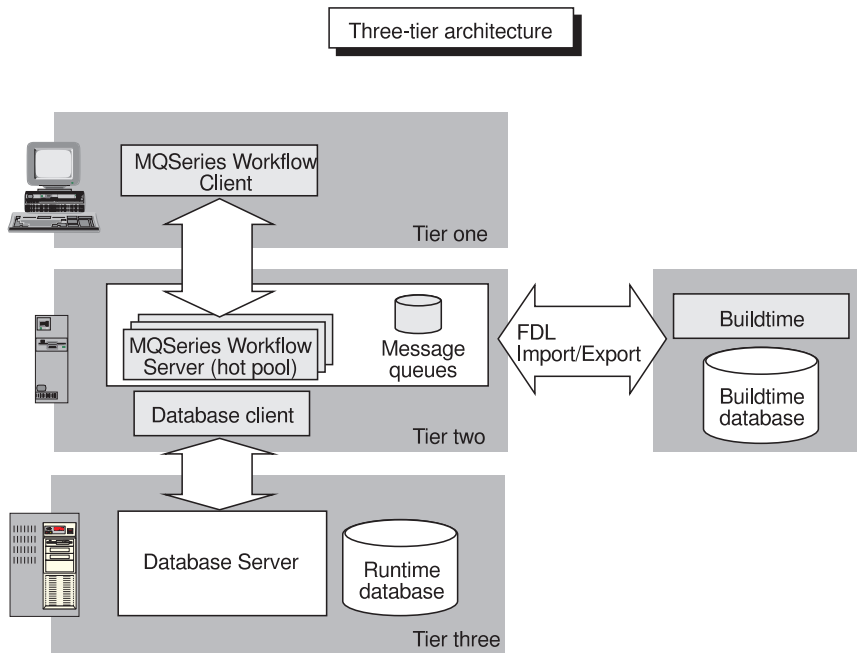 Three-tier architecture
MQSeries Workflow
Client
Tier one
MQSeries Workflow
Server (hot pool)
Message
queues
Database client
Tier two
FDL
Import/Export
Buildtime
Buildtime
database
Database Server
Runtime
database
Tier three